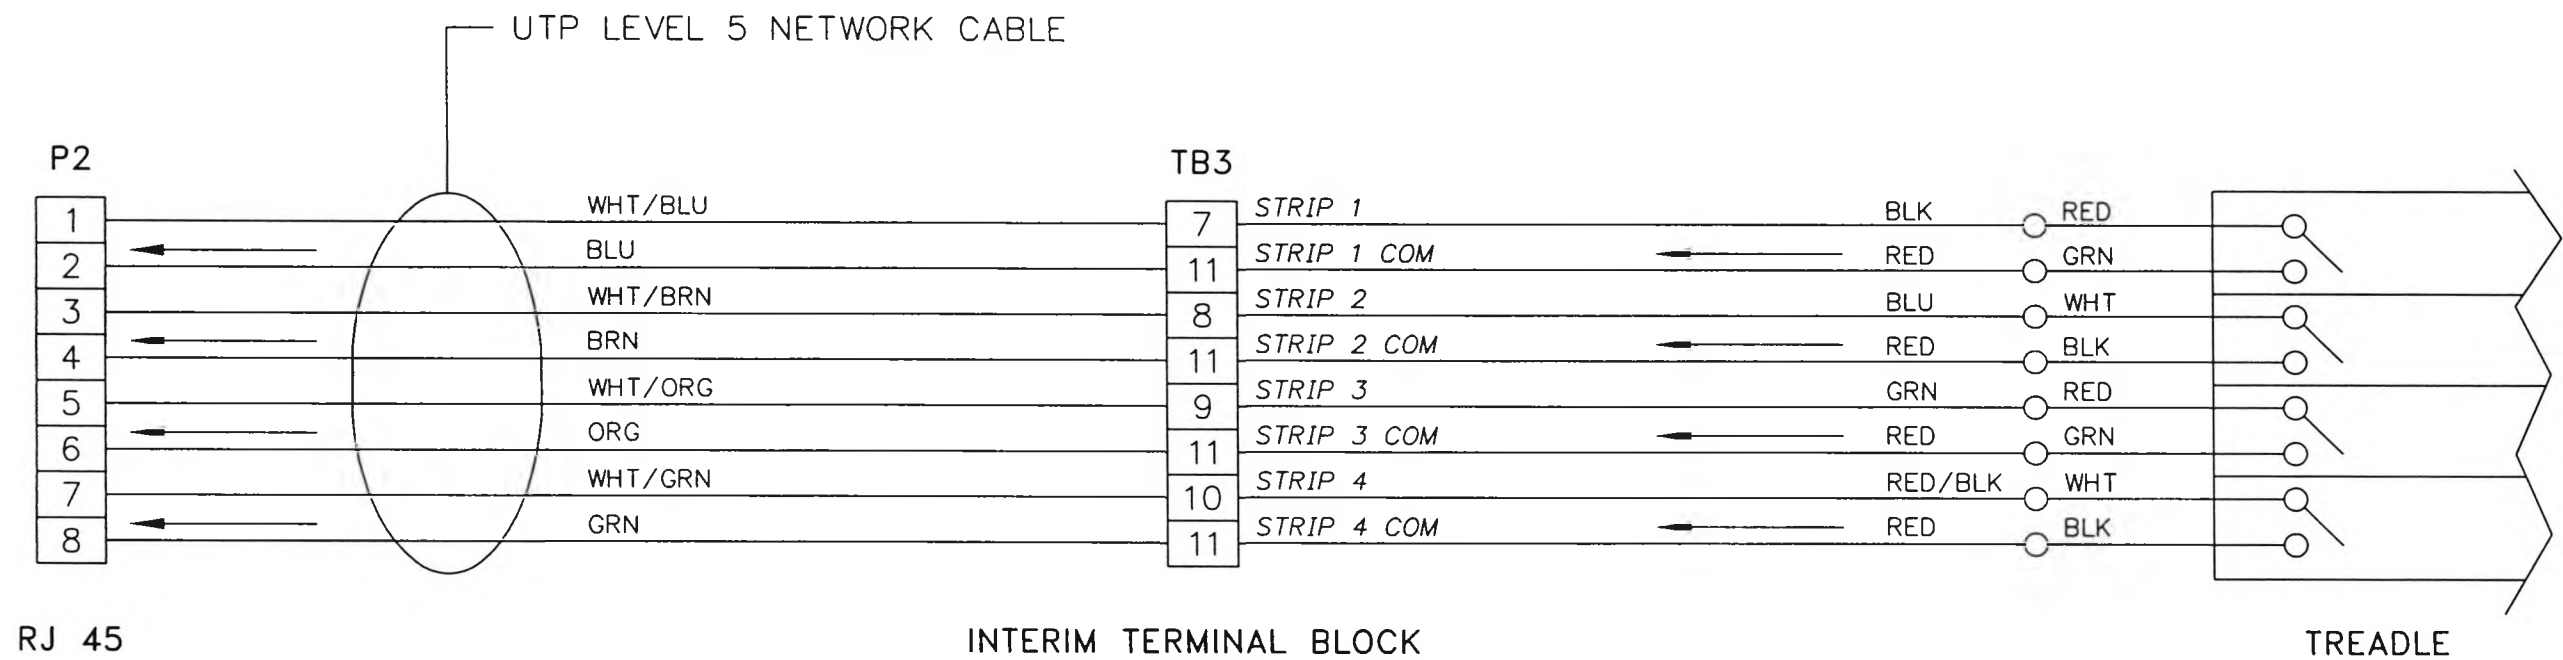 UTP LEVEL 5 NETWORK CABLE
P2
TB3
1 WHT/BLU 7 STRIP 1 BLK RED
2 BLU 11 STRIP 1 COM RED GRN
3 WHT/BRN 8 STRIP 2 BLU WHT
4 BRN 11 STRIP 2 COM RED BLK
5 WHT/ORG 9 STRIP 3 GRN RED
6 ORG 11 STRIP 3 COM RED GRN
7 WHT/GRN 10 STRIP 4 RED/BLK WHT
8 GRN 11 STRIP 4 COM RED BLK
RJ 45
INTERIM TERMINAL BLOCK
TREADLE